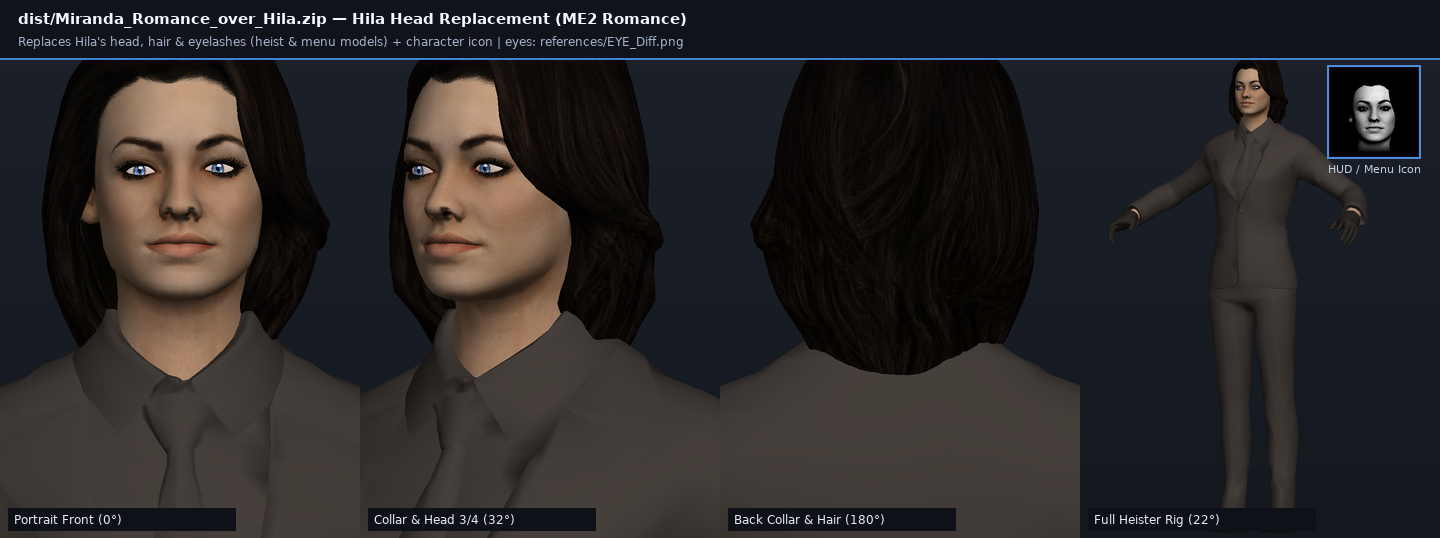 dist/Miranda_Romance_over_Hila.zip — Hila Head Replacement (ME2 Romance)
Replaces Hila's head, hair & eyelashes (heist & menu models) + character icon | eyes: references/EYE_Diff.png
HUD / Menu Icon
Portrait Front (0°)
Collar & Head 3/4 (32°)
Back Collar & Hair (180°)
Full Heister Rig (22°)